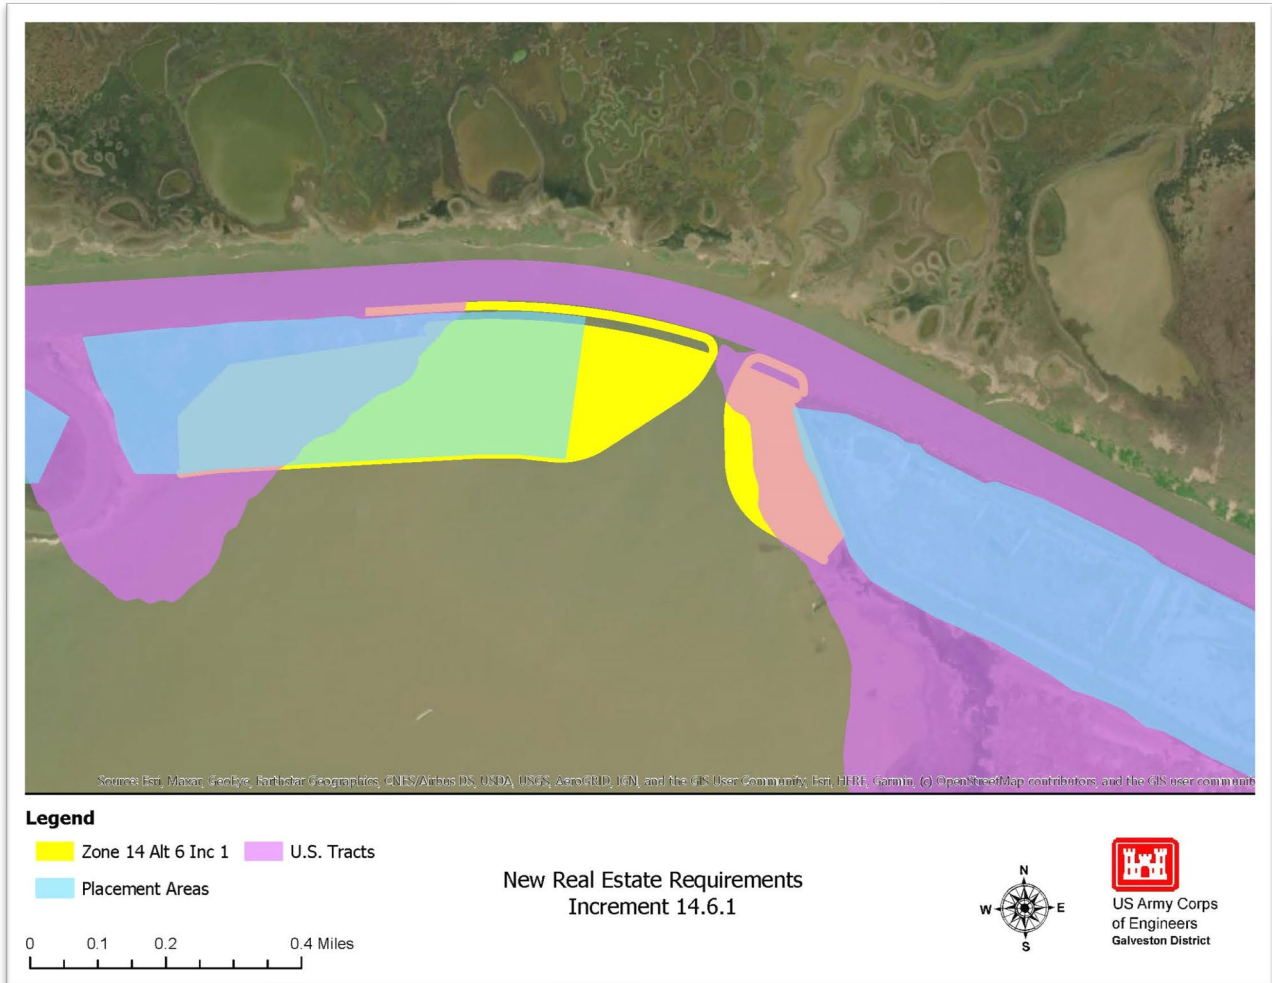 Source: Esri, Maxar, GeoEye, Earthstar Geographics, CNES/Airbus DS, USDA, USGS, AeroGRID, IGN, and the GIS User Community, Esri, HERE, Garmin, (c) OpenStreetMap contributors, and the GIS user communit
Legend
Zone 14 Alt 6 Inc 1
U.S. Tracts
Placement Areas
0 0.1 0.2 0.4 Miles
New Real Estate Requirements
Increment 14.6.1
N
W E
S
US Army Corps
of Engineers
Galveston District